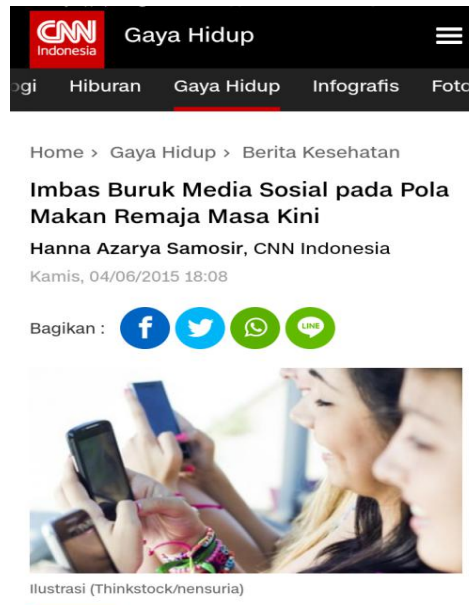 CNN
Indonesia
Gaya Hidup
gi Hiburan Gaya Hidup Infografis Foto
Home > Gaya Hidup > Berita Kesehatan
Imbas Buruk Media Sosial pada Pola
Makan Remaja Masa Kini
Hanna Azarya Samosir, CNN Indonesia
Kamis, 04/06/2015 18:08
Bagikan :
f
LINE
Ilustrasi (Thinkstock/nensuria)